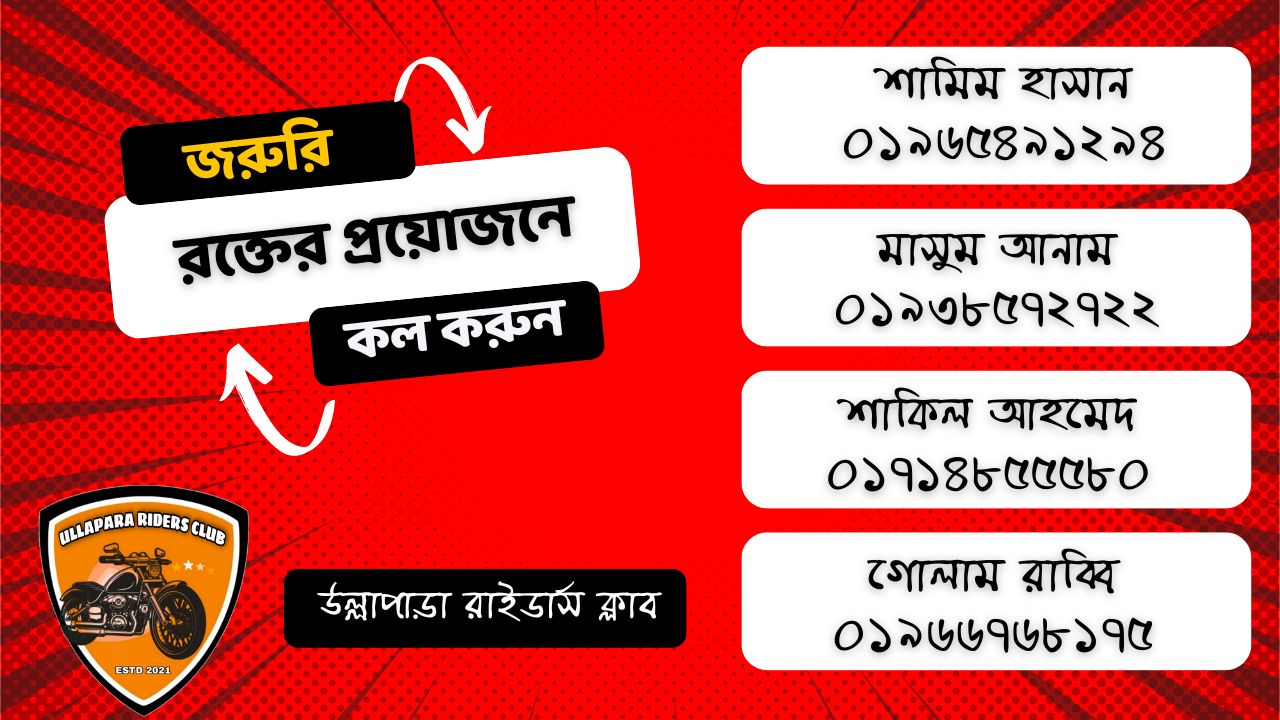 জরুরি
রক্তের প্রয়োজনে
কল করুন
শামিম হাসান
০১৯৬৫৪৯১২৯৪
মাসুম আনাম
০১৯৩৮৫৭২৭২২
শাকিল আহমেদ
০১৭১৪৮৫৫৫৮০
গোলাম রাব্বি
০১৯৬৬৭৬৮১৭৫
ULLAPARA RIDERS CLUB
ESTD 2021
উল্লাপাড়া রাইডার্স ক্লাব